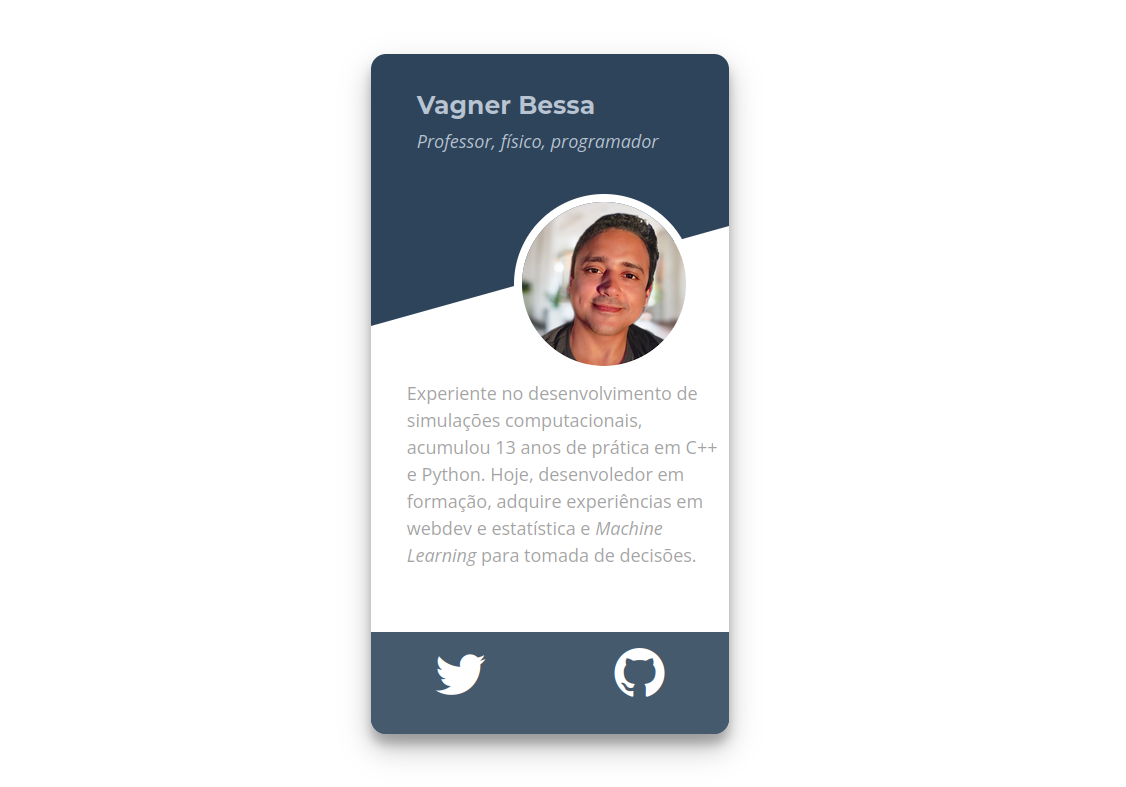 Vagner Bessa
Professor, físico, programador
Experiente no desenvolvimento de
simulações computacionais,
acumulou 13 anos de prática em C++
e Python. Hoje, desenvoledor em
formação, adquire experiências em
webdev e estatística e Machine
Learning para tomada de decisões.